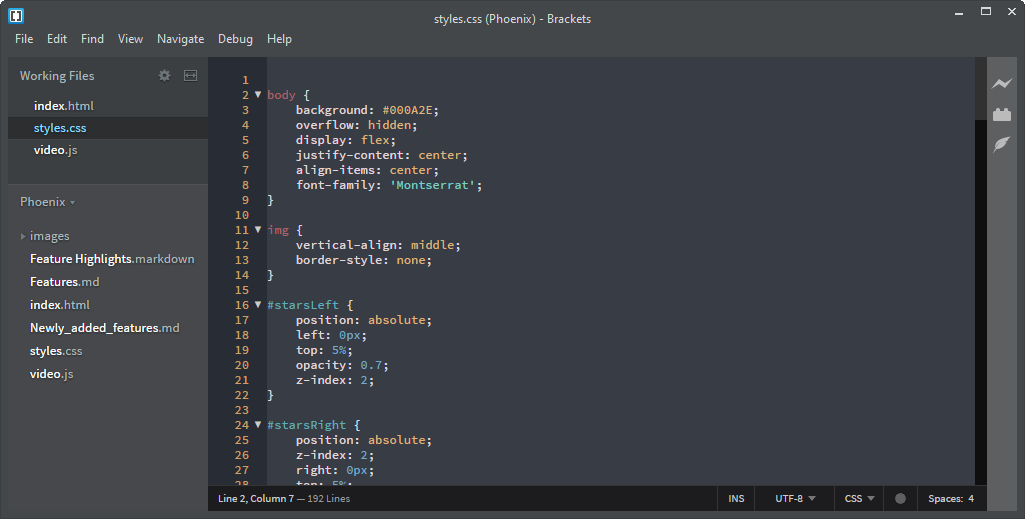 styles.css (Phoenix) - Brackets
File Edit Find View Navigate Debug Help
Working Files
index.html
styles.css
video.js
Phoenix
images
Feature Highlights.markdown
Features.md
index.html
Newly_added_features.md
styles.css
video.js
1
2 body {
3 background: #000A2E;
4 overflow: hidden;
5 display: flex;
6 justify-content: center;
7 align-items: center;
8 font-family: 'Montserrat';
9 }
10
11 img {
12 vertical-align: middle;
13 border-style: none;
14 }
15
16 #starsLeft {
17 position: absolute;
18 left: 0px;
19 top: 5%;
20 opacity: 0.7;
21 z-index: 2;
22 }
23
24 #starsRight {
25 position: absolute;
26 z-index: 2;
27 right: 0px;
28 top: 5%;
Line 2, Column 7 — 192 Lines
INS UTF-8 CSS Spaces: 4